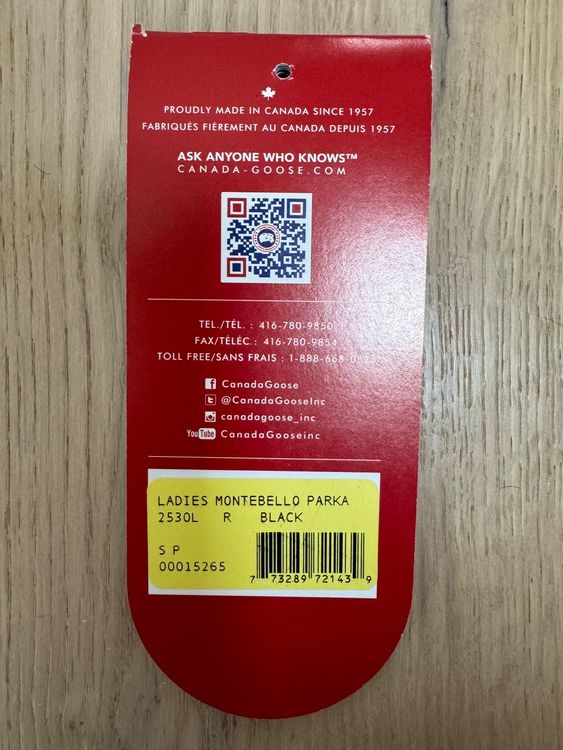 PROUDLY MADE IN CANADA SINCE 1957
FABRIQUÉS FIÈREMENT AU CANADA DEPUIS 1957
ASK ANYONE WHO KNOWS™
CANADA-GOOSE.COM
TEL./TÉL. : 416-780-9850
FAX/TÉLÉC.: 416-780-9854
TOLL FREE/SANS FRAIS :
CanadaGoose
@CanadaGooseInc
canadagoose_inc
YouTube CanadaGooseinc
LADIES MONTEBELLO PARKA
2530L R BLACK
S P
00015265
7 73289 72143 9